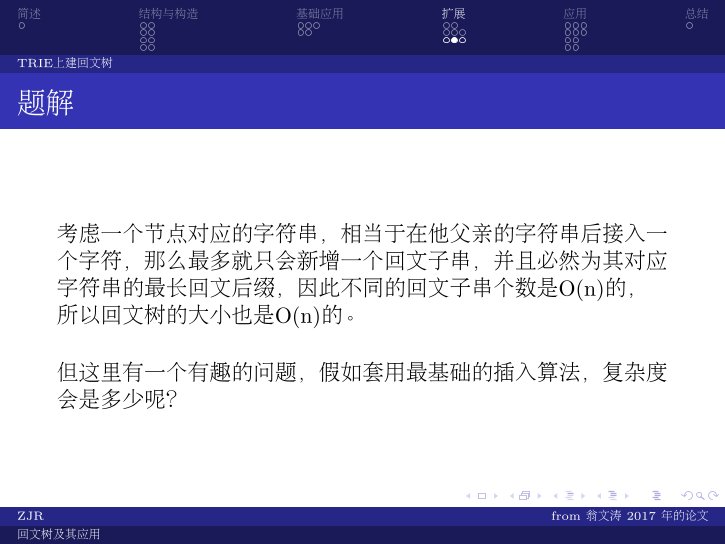 简述 结构与构造 基础应用 扩展 应用 总结
TRIE上建回文树
题解
考虑一个节点对应的字符串，相当于在他父亲的字符串后接入一
个字符，那么最多就只会新增一个回文子串，并且必然为其对应
字符串的最长回文后缀，因此不同的回文子串个数是O(n)的，
所以回文树的大小也是O(n)的。
但这里有一个有趣的问题，假如套用最基础的插入算法，复杂度
会是多少呢？
ZJR from 翁文涛 2017 年的论文
回文树及其应用